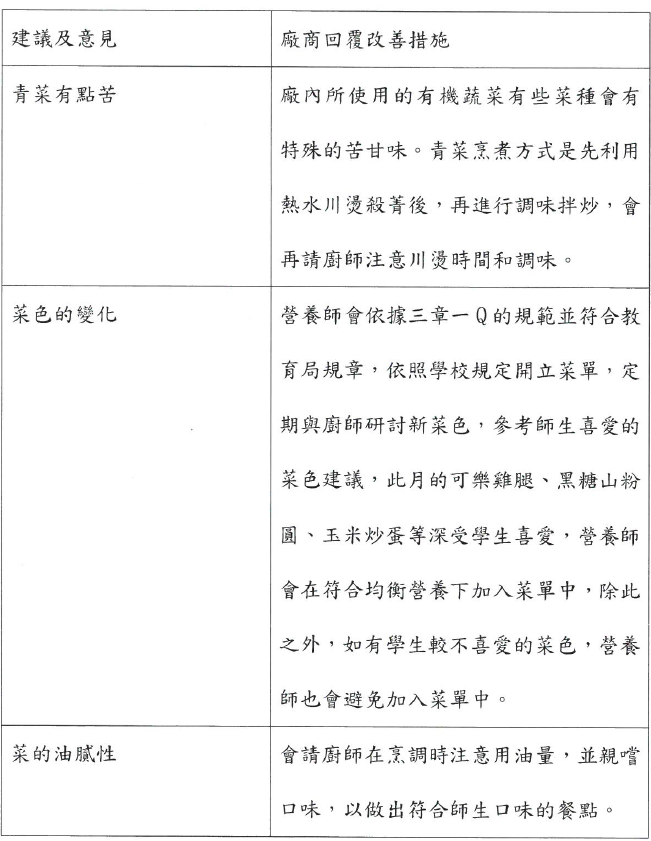 建議及意見
廠商回覆改善措施
青菜有點苦
廠內所使用的有機蔬菜有些菜種會有
特殊的苦甘味。青菜烹煮方式是先利用
熱水川燙殺菁後，再進行調味拌炒，會
再請廚師注意川燙時間和調味。
菜色的變化
營養師會依據三章一Q的規範並符合教
育局規章，依照學校規定開立菜單，定
期與廚師研討新菜色，參考師生喜愛的
菜色建議，此月的可樂雞腿、黑糖山粉
圓、玉米炒蛋等深受學生喜愛，營養師
會在符合均衡營養下加入菜單中，除此
之外，如有學生較不喜愛的菜色，營養
師也會避免加入菜單中。
菜的油膩性
會請廚師在烹調時注意用油量，並親嚐
口味，以做出符合師生口味的餐點。